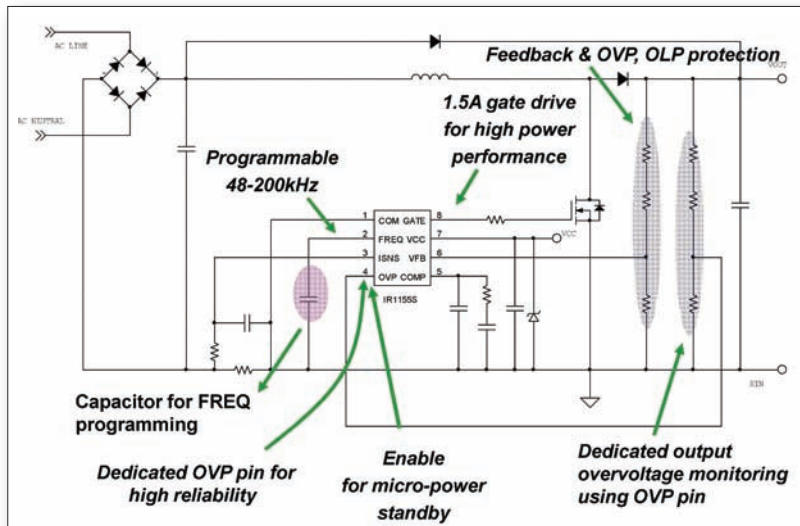 AC LINE
AC NEUTRAL
Feedback & OVP, OLP protection
VOUT
1.5A gate drive
for high power
performance
Programmable
48-200kHz
1 COM GATE 8
2 FREQ VCC 7
VCC
3 ISNS VFB 6
4 OVP COMP 5
IR1155S
RTN
Capacitor for FREQ
programming
Dedicated OVP pin for
high reliability
Enable
for micro-power
standby
Dedicated output
overvoltage monitoring
using OVP pin